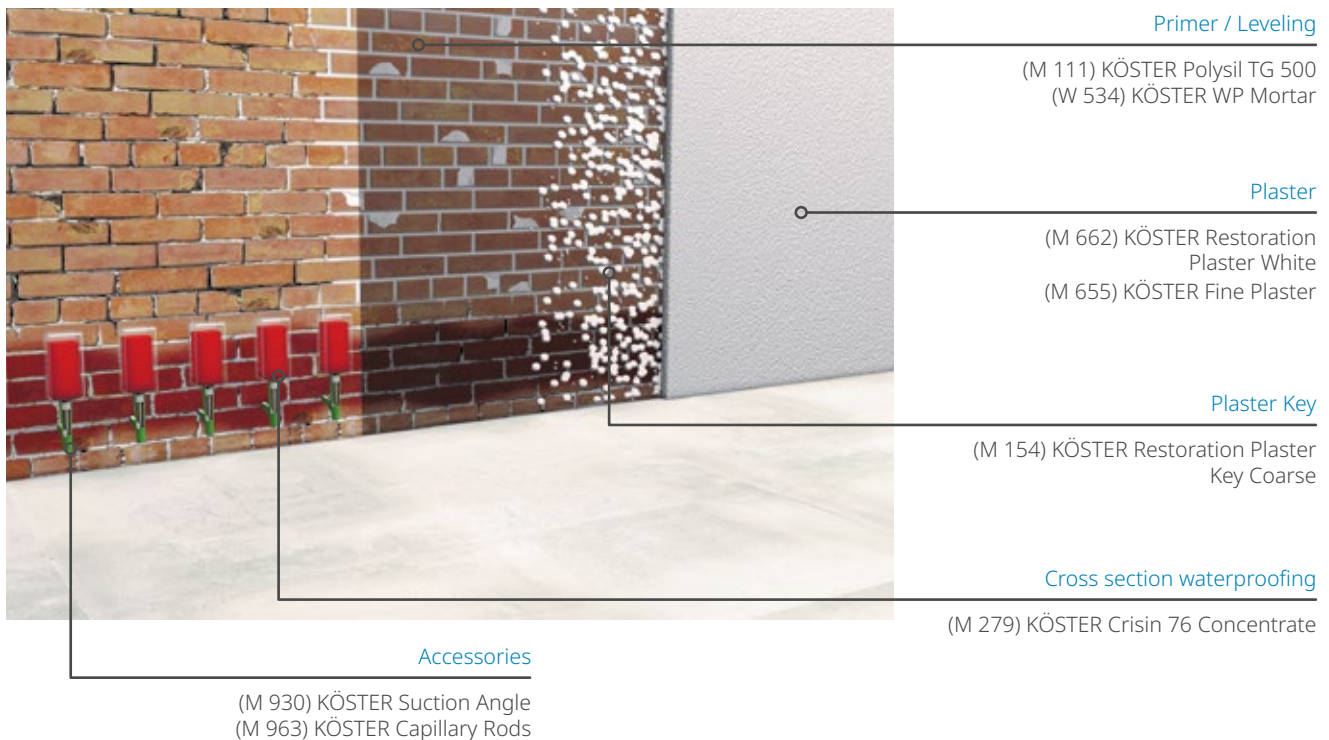 Primer / Leveling
(M 111) KÖSTER Polysil TG 500
(W 534) KÖSTER WP Mortar
Plaster
(M 662) KÖSTER Restoration
Plaster White
(M 655) KÖSTER Fine Plaster
Plaster Key
(M 154) KÖSTER Restoration Plaster
Key Coarse
Cross section waterproofing
(M 279) KÖSTER Crisin 76 Concentrate
Accessories
(M 930) KÖSTER Suction Angle
(M 963) KÖSTER Capillary Rods